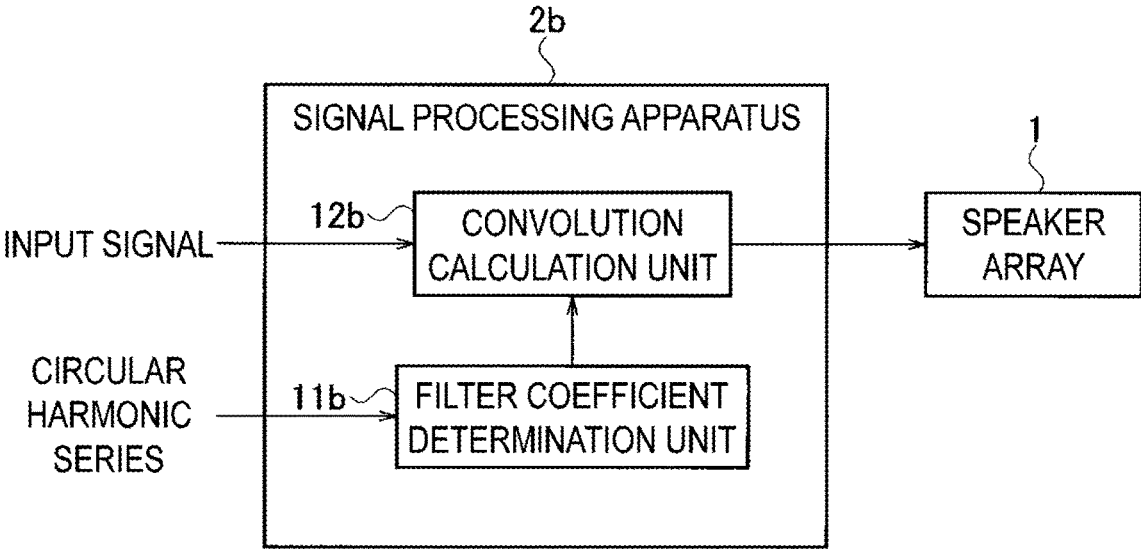 2b
SIGNAL PROCESSING APPARATUS
1
12b
CONVOLUTION
CALCULATION UNIT
SPEAKER
ARRAY
INPUT SIGNAL
CIRCULAR
HARMONIC
SERIES
11b
FILTER COEFFICIENT
DETERMINATION UNIT